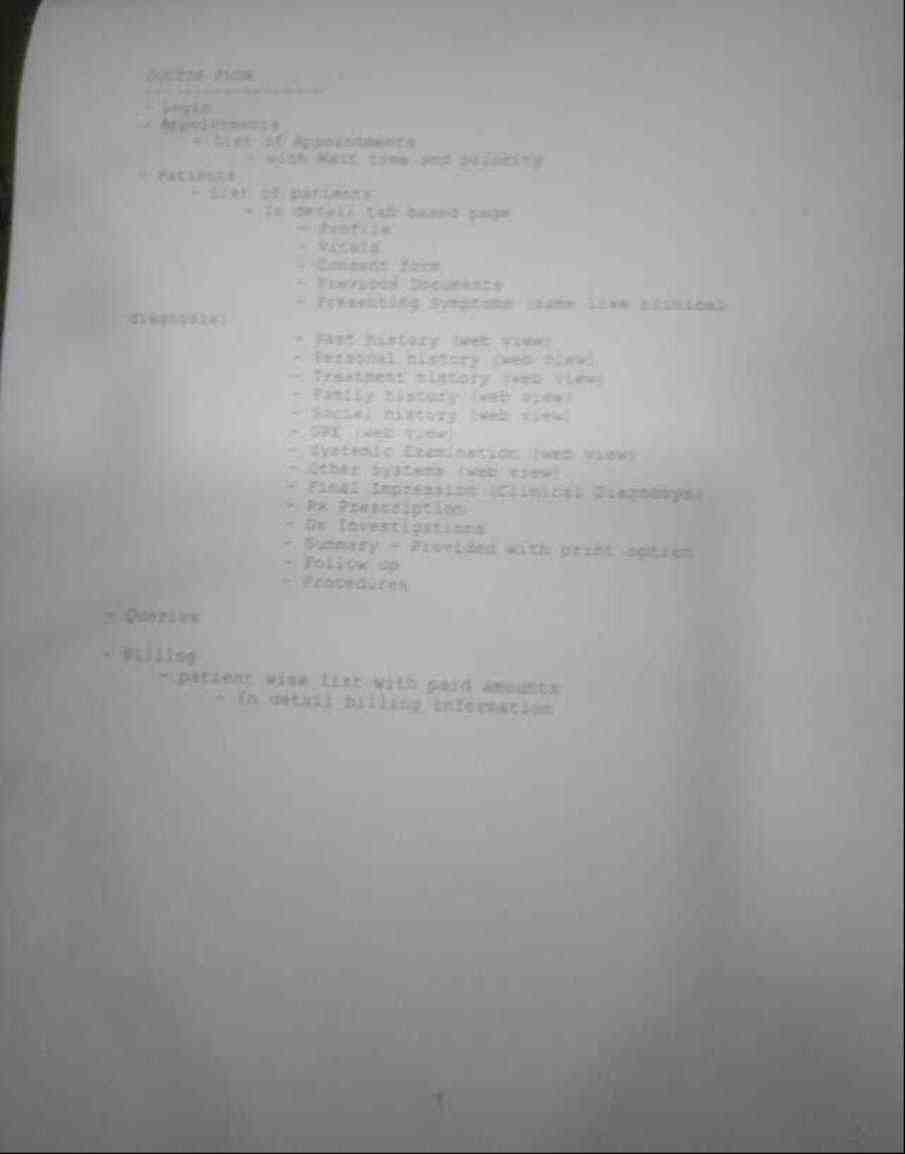 DOCTOR FLOW
-------------------
- Login
- Appointments
- List of Appointments
- with Wait time and priority
- Patients
- List of patients
- In detail tab based page
- Profile
- Vitals
- Consent form
- Previous Documents
- Presenting Symptoms (same like clinical
diagnosis)
- Past history (web view)
- Personal history (web view)
- Treatment history (web view)
- Family history (web view)
- Social history (web view)
- (web view)
- Systemic Examination (web view)
- Other Systems (web view)
- Final Impression (Clinical Diagnosys)
- Rx Prescription
- Dx Investigations
- Summary - Provided with print option
- Follow up
- Procedures
- Queries
- Billing
- patient wise list with paid amounts
- In detail billing information